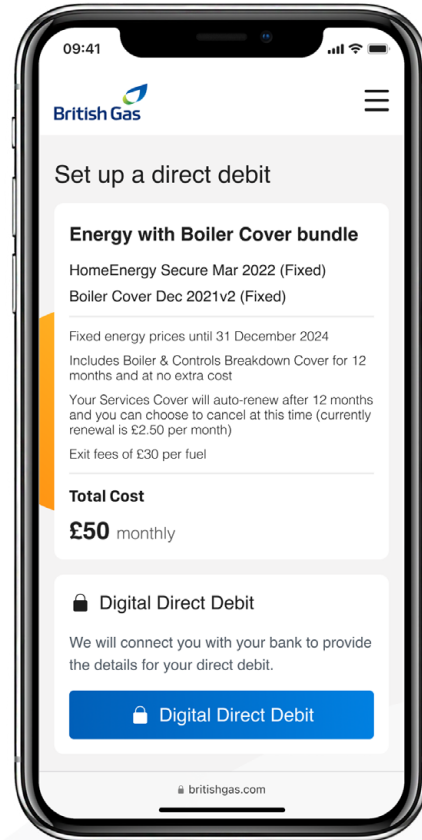 09:41
British Gas
Set up a direct debit
Energy with Boiler Cover bundle
HomeEnergy Secure Mar 2022 (Fixed)
Boiler Cover Dec 2021v2 (Fixed)
Fixed energy prices until 31 December 2024
Includes Boiler & Controls Breakdown Cover for 12
months and at no extra cost
Your Services Cover will auto-renew after 12 months
and you can choose to cancel at this time (currently
renewal is £2.50 per month)
Exit fees of £30 per fuel
Total Cost
£50 monthly
Digital Direct Debit
We will connect you with your bank to provide
the details for your direct debit.
Digital Direct Debit
britishgas.com